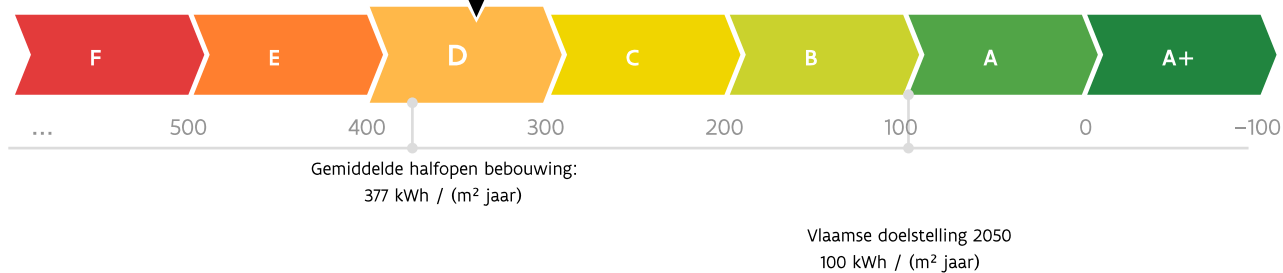 F E D C B A A+
... 500 400 300 200 100 0 −100
Gemiddelde halfopen bebouwing:
377 kWh / (m² jaar)
Vlaamse doelstelling 2050
100 kWh / (m² jaar)